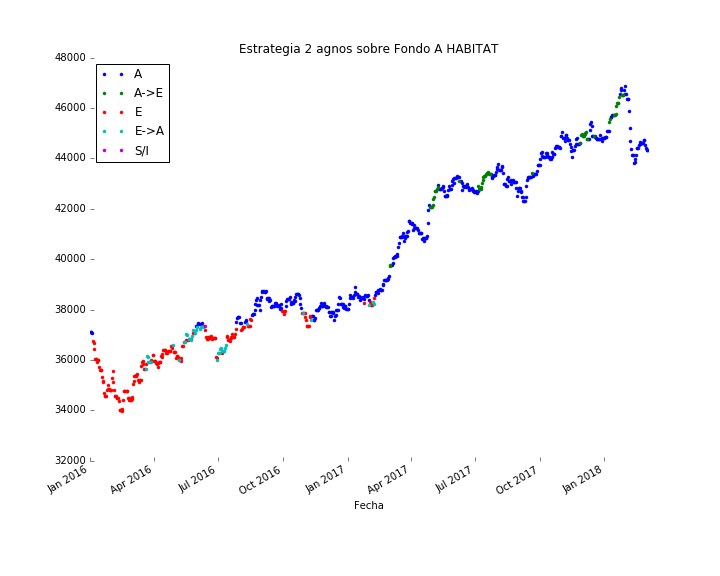 Estrategia 2 agnos sobre Fondo A HABITAT
48000
46000
44000
42000
40000
38000
36000
34000
32000
A
A->E
E
E->A
S/I
Jan 2016
Apr 2016
Jul 2016
Oct 2016
Jan 2017
Apr 2017
Jul 2017
Oct 2017
Jan 2018
Fecha